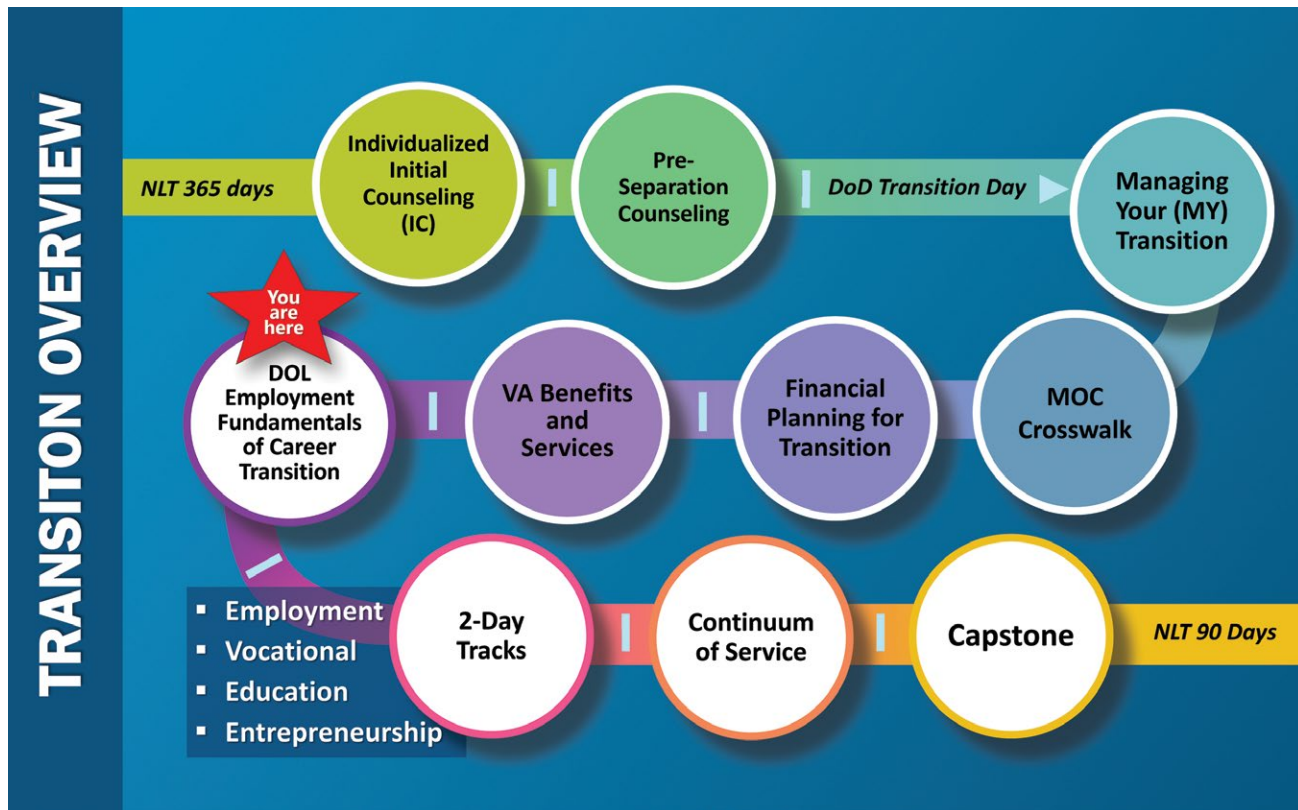 TRANSITON OVERVIEW
NLT 365 days
Individualized
Initial
Counseling
(IC)
Pre-
Separation
Counseling
DoD Transition Day
Managing
Your (MY)
Transition
MOC
Crosswalk
Financial
Planning for
Transition
VA Benefits
and
Services
You
are
here
DOL
Employment
Fundamentals
of Career
Transition
▪ Employment
▪ Vocational
▪ Education
▪ Entrepreneurship
2-Day
Tracks
Continuum
of Service
Capstone
NLT 90 Days